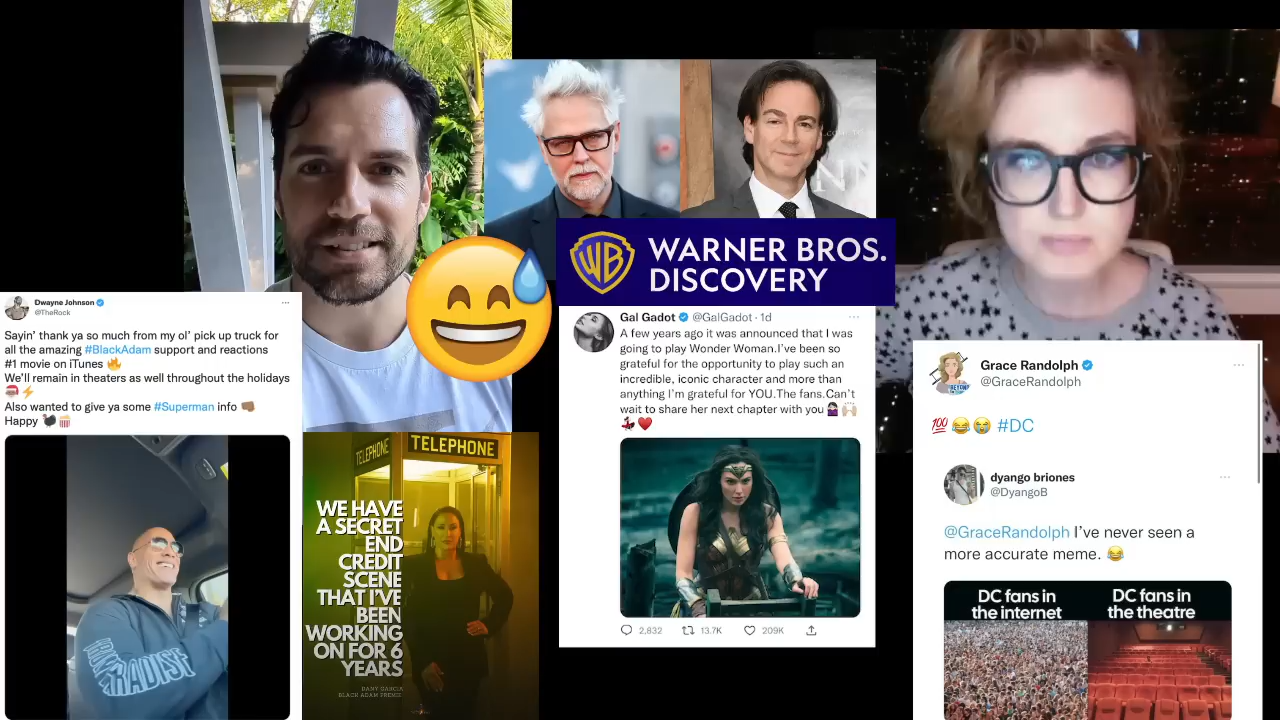 WB
WARNER BROS.
DISCOVERY
Dwayne Johnson
@TheRock
Sayin’ thank ya so much from my ol’ pick up truck for
all the amazing #BlackAdam support and reactions
#1 movie on iTunes 🔥
We’ll remain in theaters as well throughout the holidays
Also wanted to give ya some #Superman info
Happy 🦃🍿
PARADISE
TELEPHONE
TELEPHONE
WE HAVE
A SECRET
END
CREDIT
SCENE
THAT I’VE
BEEN
WORKING
ON FOR 6
YEARS
DANY GARCIA
Gal Gadot @GalGadot · 1d
A few years ago it was announced that I was
going to play Wonder Woman.I’ve been so
grateful for the opportunity to play such an
incredible, iconic character and more than
anything I’m grateful for YOU.The fans.Can’t
wait to share her next chapter with you
2,832 13.7K 209K
Grace Randolph
@GraceRandolph
💯😂😭 #DC
dyango briones
@DyangoB
@GraceRandolph I’ve never seen a
more accurate meme. 😂
DC fans in
the internet
DC fans in
the theatre